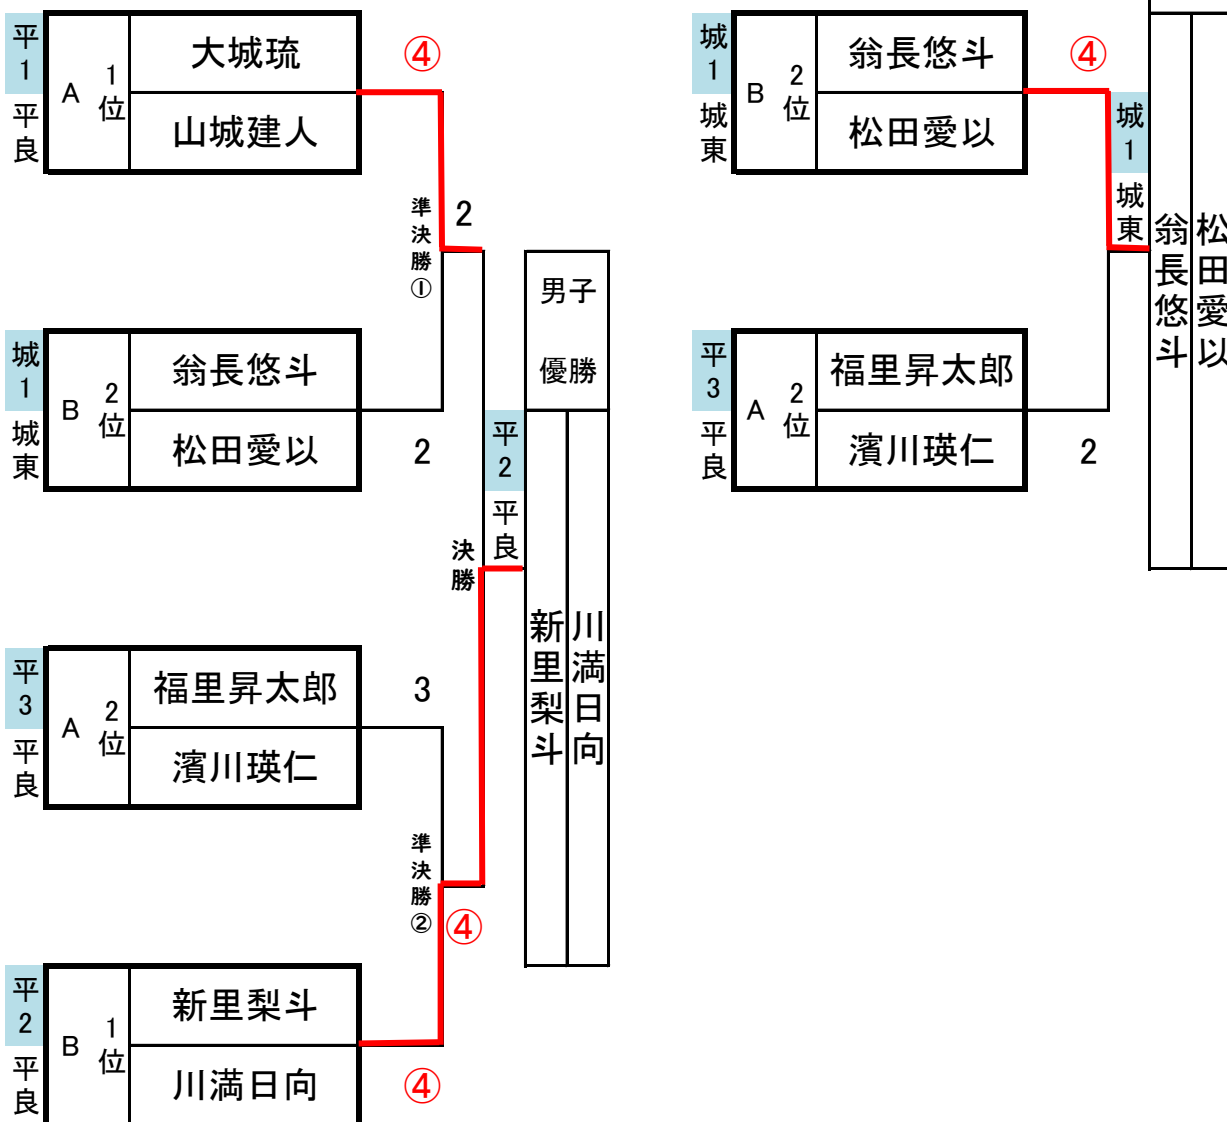 平1
平良
A 1位
大城琉
山城建人
④
準決勝①
2
城1
城東
B 2位
翁長悠斗
松田愛以
2
男子
優勝
平2
平良
新里梨斗
川満日向
決勝
平3
平良
A 2位
福里昇太郎
濱川瑛仁
3
準決勝②
④
平2
平良
B 1位
新里梨斗
川満日向
④
城1
城東
B 2位
翁長悠斗
松田愛以
④
城1
城東
翁長悠斗
松田愛以
平3
平良
A 2位
福里昇太郎
濱川瑛仁
2